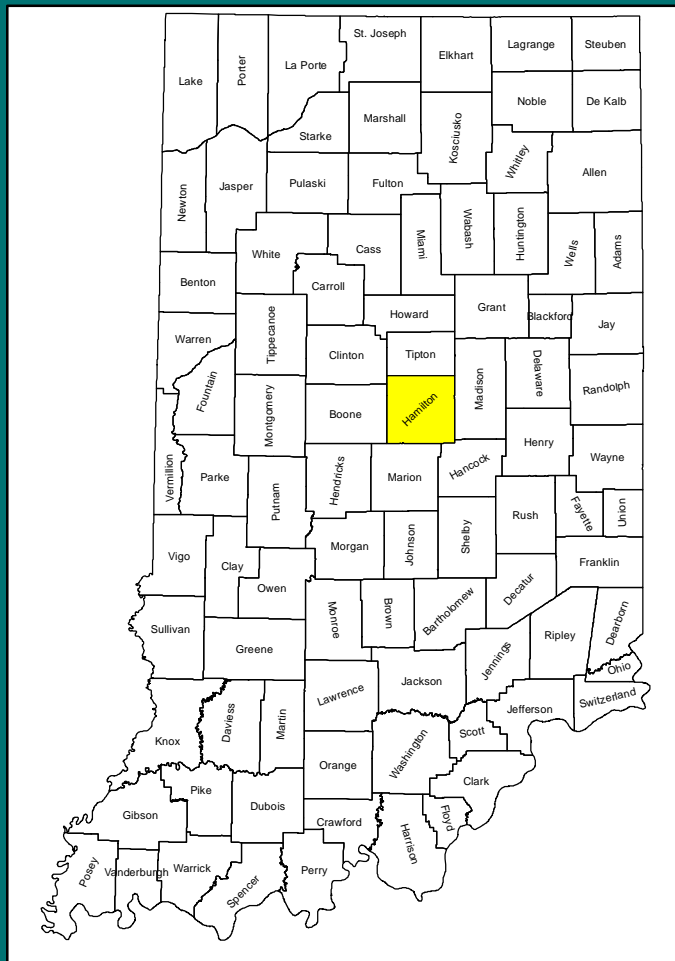 St. Joseph
Lagrange
Steuben
Elkhart
La Porte
Porter
Lake
Noble
De Kalb
Marshall
Starke
Kosciusko
Whitley
Allen
Newton
Jasper
Pulaski
Fulton
White
Cass
Miami
Wabash
Huntington
Wells
Adams
Benton
Carroll
Howard
Grant
Blackford
Jay
Warren
Tippecanoe
Clinton
Tipton
Fountain
Montgomery
Boone
Hamilton
Madison
Delaware
Randolph
Vermillion
Parke
Putnam
Hendricks
Marion
Hancock
Henry
Wayne
Vigo
Clay
Owen
Morgan
Johnson
Shelby
Rush
Fayette
Union
Franklin
Sullivan
Greene
Monroe
Brown
Bartholomew
Decatur
Ripley
Dearborn
Ohio
Jennings
Switzerland
Knox
Daviess
Martin
Lawrence
Jackson
Jefferson
Scott
Washington
Orange
Clark
Gibson
Pike
Dubois
Crawford
Harrison
Floyd
Posey
Vanderburgh
Warrick
Spencer
Perry